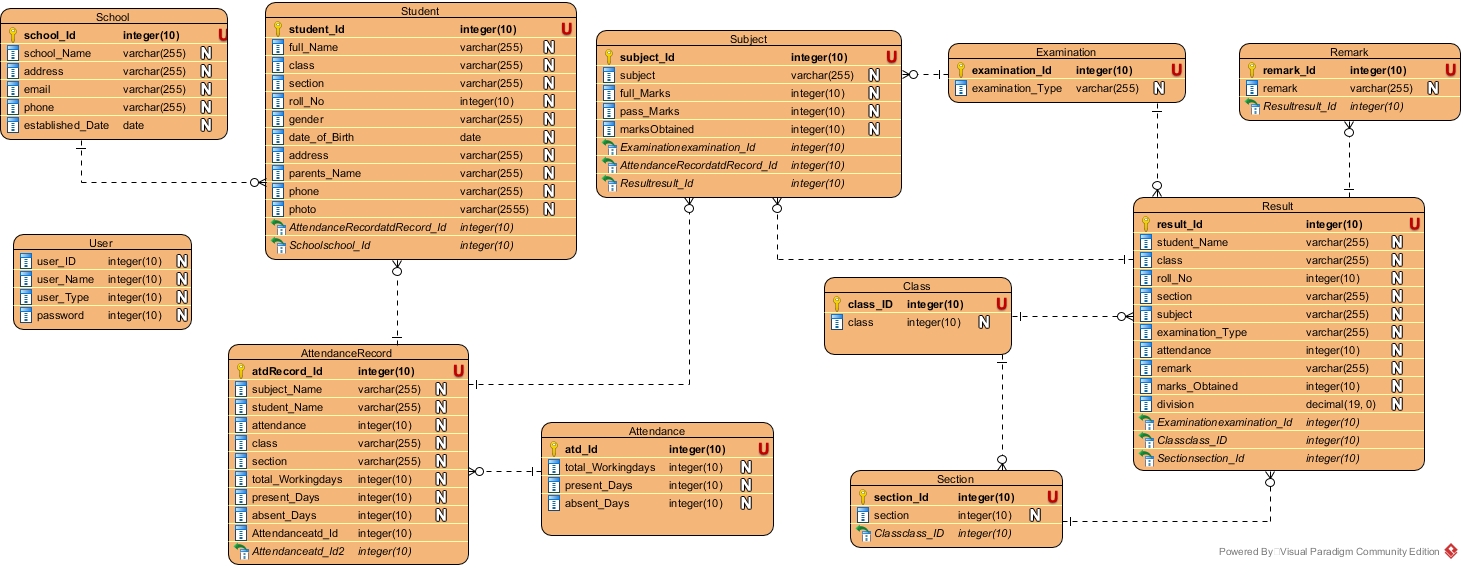 School
school_Id integer(10) U
school_Name varchar(255) N
address varchar(255) N
email varchar(255) N
phone varchar(255) N
established_Date date N
Student
student_Id integer(10) U
full_Name varchar(255) N
class varchar(255) N
section varchar(255) N
roll_No integer(10) N
gender varchar(255) N
date_of_Birth date N
address varchar(255) N
parents_Name varchar(255) N
phone varchar(255) N
photo varchar(2555) N
AttendanceRecordatdRecord_Id integer(10)
Schoolschool_Id integer(10)
Subject
subject_Id integer(10) U
subject varchar(255) N
full_Marks integer(10) N
pass_Marks integer(10) N
marksObtained integer(10) N
Examinationexamination_Id integer(10)
AttendanceRecordatdRecord_Id integer(10)
Resultresult_Id integer(10)
Examination
examination_Id integer(10) U
examination_Type varchar(255) N
Remark
remark_Id integer(10) U
remark varchar(255) N
Resultresult_Id integer(10)
User
user_ID integer(10) N
user_Name integer(10) N
user_Type integer(10) N
password integer(10) N
Result
result_Id integer(10) U
student_Name varchar(255) N
class varchar(255) N
roll_No integer(10) N
section varchar(255) N
subject varchar(255) N
examination_Type varchar(255) N
attendance integer(10) N
remark varchar(255) N
marks_Obtained integer(10) N
division decimal(19, 0) N
Examinationexamination_Id integer(10)
Classclass_ID integer(10)
Sectionsection_Id integer(10)
Class
class_ID integer(10) U
class integer(10) N
AttendanceRecord
atdRecord_Id integer(10) U
subject_Name varchar(255) N
student_Name varchar(255) N
attendance integer(10) N
class varchar(255) N
section varchar(255) N
total_Workingdays integer(10) N
present_Days integer(10) N
absent_Days integer(10) N
Attendanceatd_Id integer(10)
Attendanceatd_Id2 integer(10)
Attendance
atd_Id integer(10) U
total_Workingdays integer(10) N
present_Days integer(10) N
absent_Days integer(10) N
Section
section_Id integer(10) U
section integer(10) N
Classclass_ID integer(10)
Powered By Visual Paradigm Community Edition